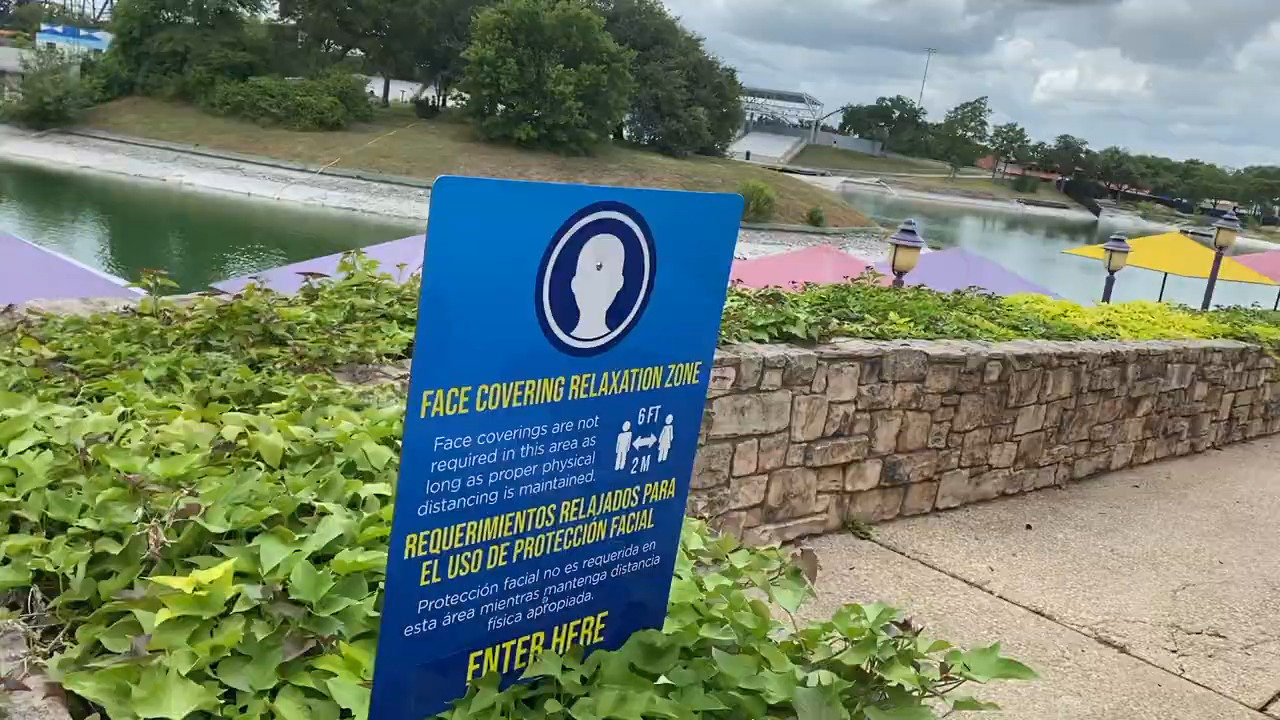 FACE COVERING RELAXATION ZONE
Face coverings are not
required in this area as
long as proper physical
distancing is maintained.
6 FT
2 M
REQUERIMIENTOS RELAJADOS PARA
EL USO DE PROTECCIÓN FACIAL
Protección facial no es requerida en
esta área mientras mantenga distancia
física apropiada.
ENTER HERE